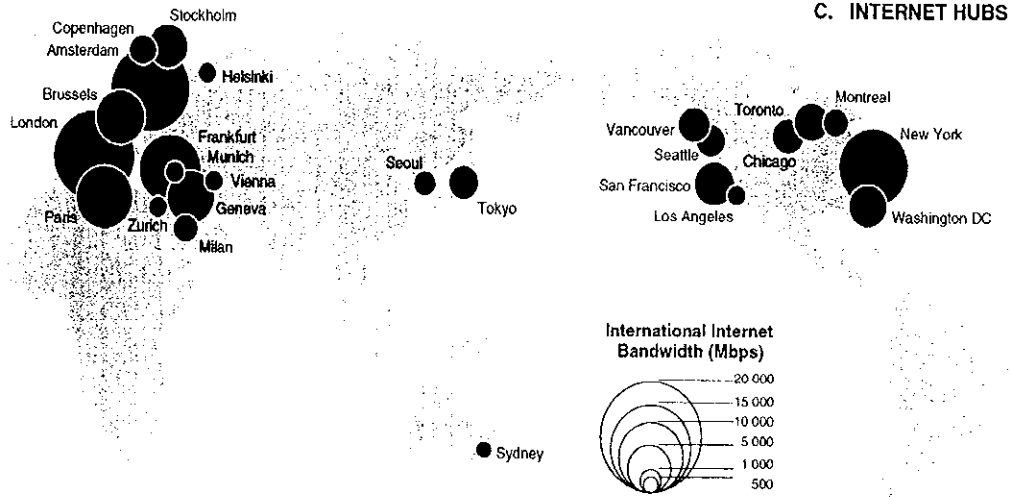 C. INTERNET HUBS
Stockholm
Copenhagen
Amsterdam
Helsinki
Brussels
London
Frankfurt
Munich
Vienna
Geneva
Paris
Zurich
Milan
Seoul
Tokyo
Sydney
Vancouver
Seattle
San Francisco
Los Angeles
Toronto
Montreal
Chicago
New York
Washington DC
International Internet
Bandwidth (Mbps)
20 000
15 000
10 000
5 000
1 000
500